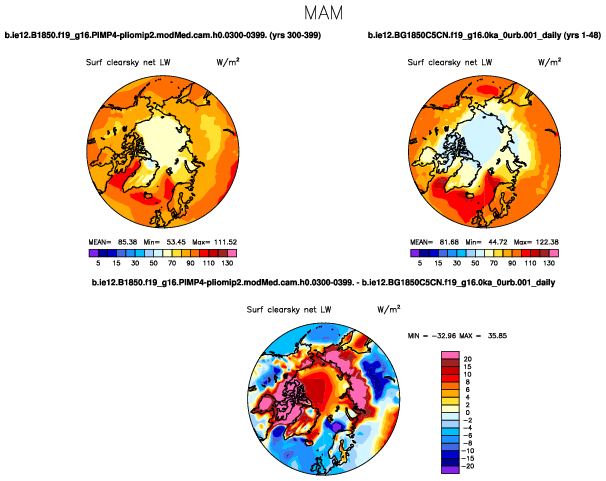 MAM
b.ie12.B1850.f19_g16.PIMP4-pliomip2.modMed.cam.h0.0300-0399. (yrs 300-399)
b.ie12.BG1850C5CN.f19_g16.0ka_0urb.001_daily (yrs 1-48)
Surf clearsky net LW W/m²
Surf clearsky net LW W/m²
MEAN= 85.38 Min= 53.45 Max= 111.52
MEAN= 81.68 Min= 44.72 Max= 122.38
5 15 30 50 70 90 110 130
5 15 30 50 70 90 110 130
b.ie12.B1850.f19_g16.PIMP4-pliomip2.modMed.cam.h0.0300-0399. - b.ie12.BG1850C5CN.f19_g16.0ka_0urb.001_daily
Surf clearsky net LW W/m²
MIN = -32.96 MAX = 35.85
20
15
10
8
6
4
2
0
-2
-4
-6
-8
-10
-15
-20